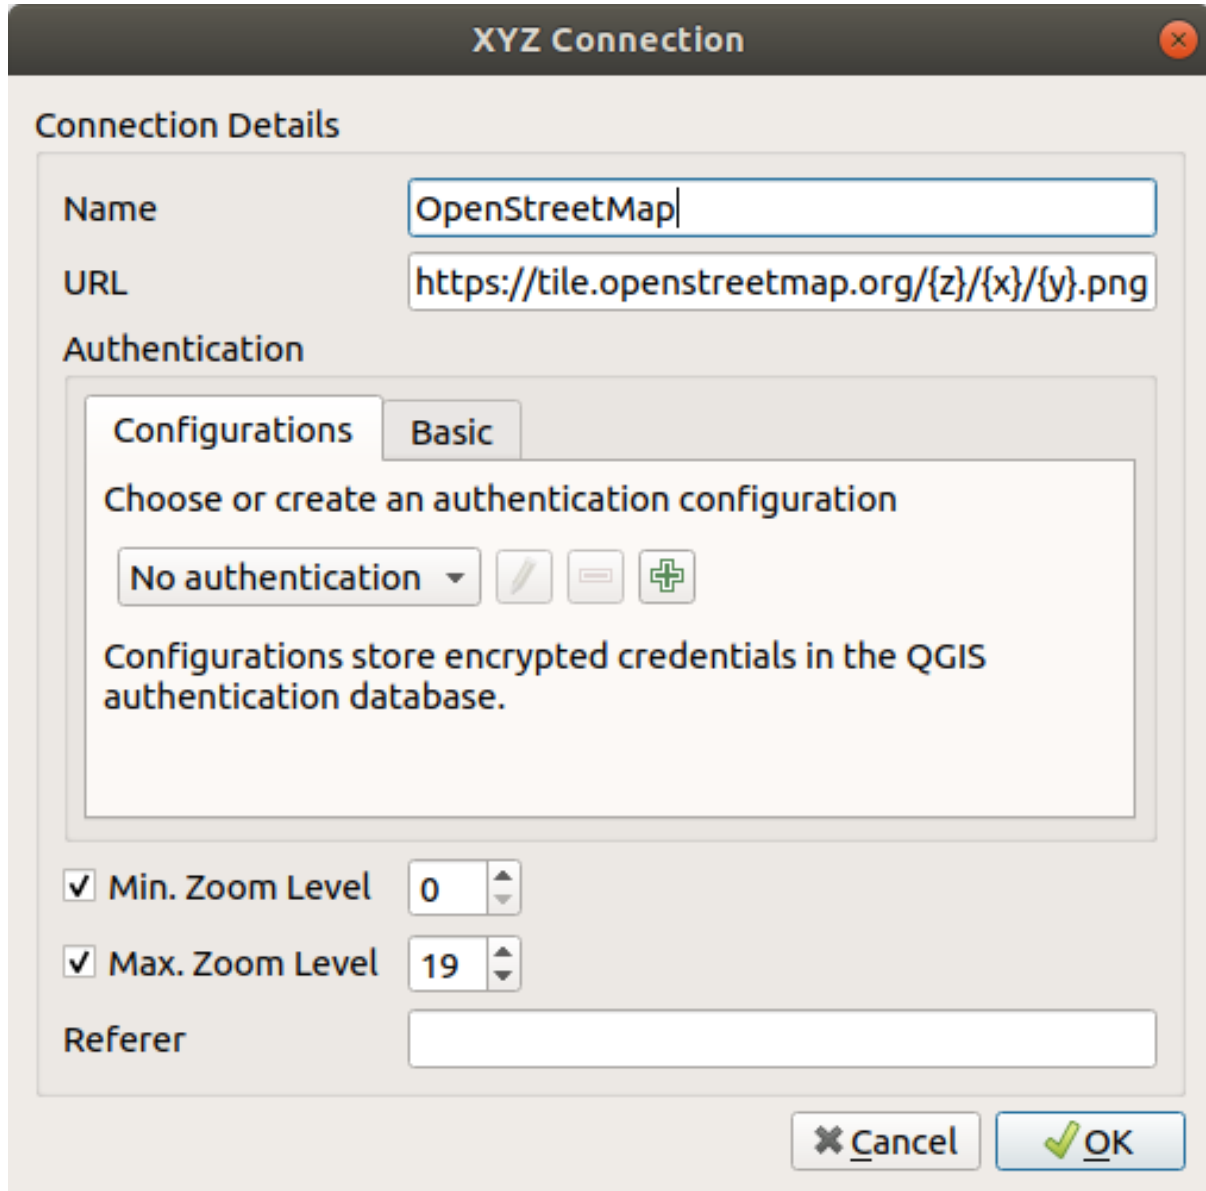 XYZ Connection
Connection Details
Name OpenStreetMap
URL https://tile.openstreetmap.org/{z}/{x}/{y}.png
Authentication
Configurations Basic
Choose or create an authentication configuration
No authentication
Configurations store encrypted credentials in the QGIS
authentication database.
Min. Zoom Level 0
Max. Zoom Level 19
Referer
Cancel OK